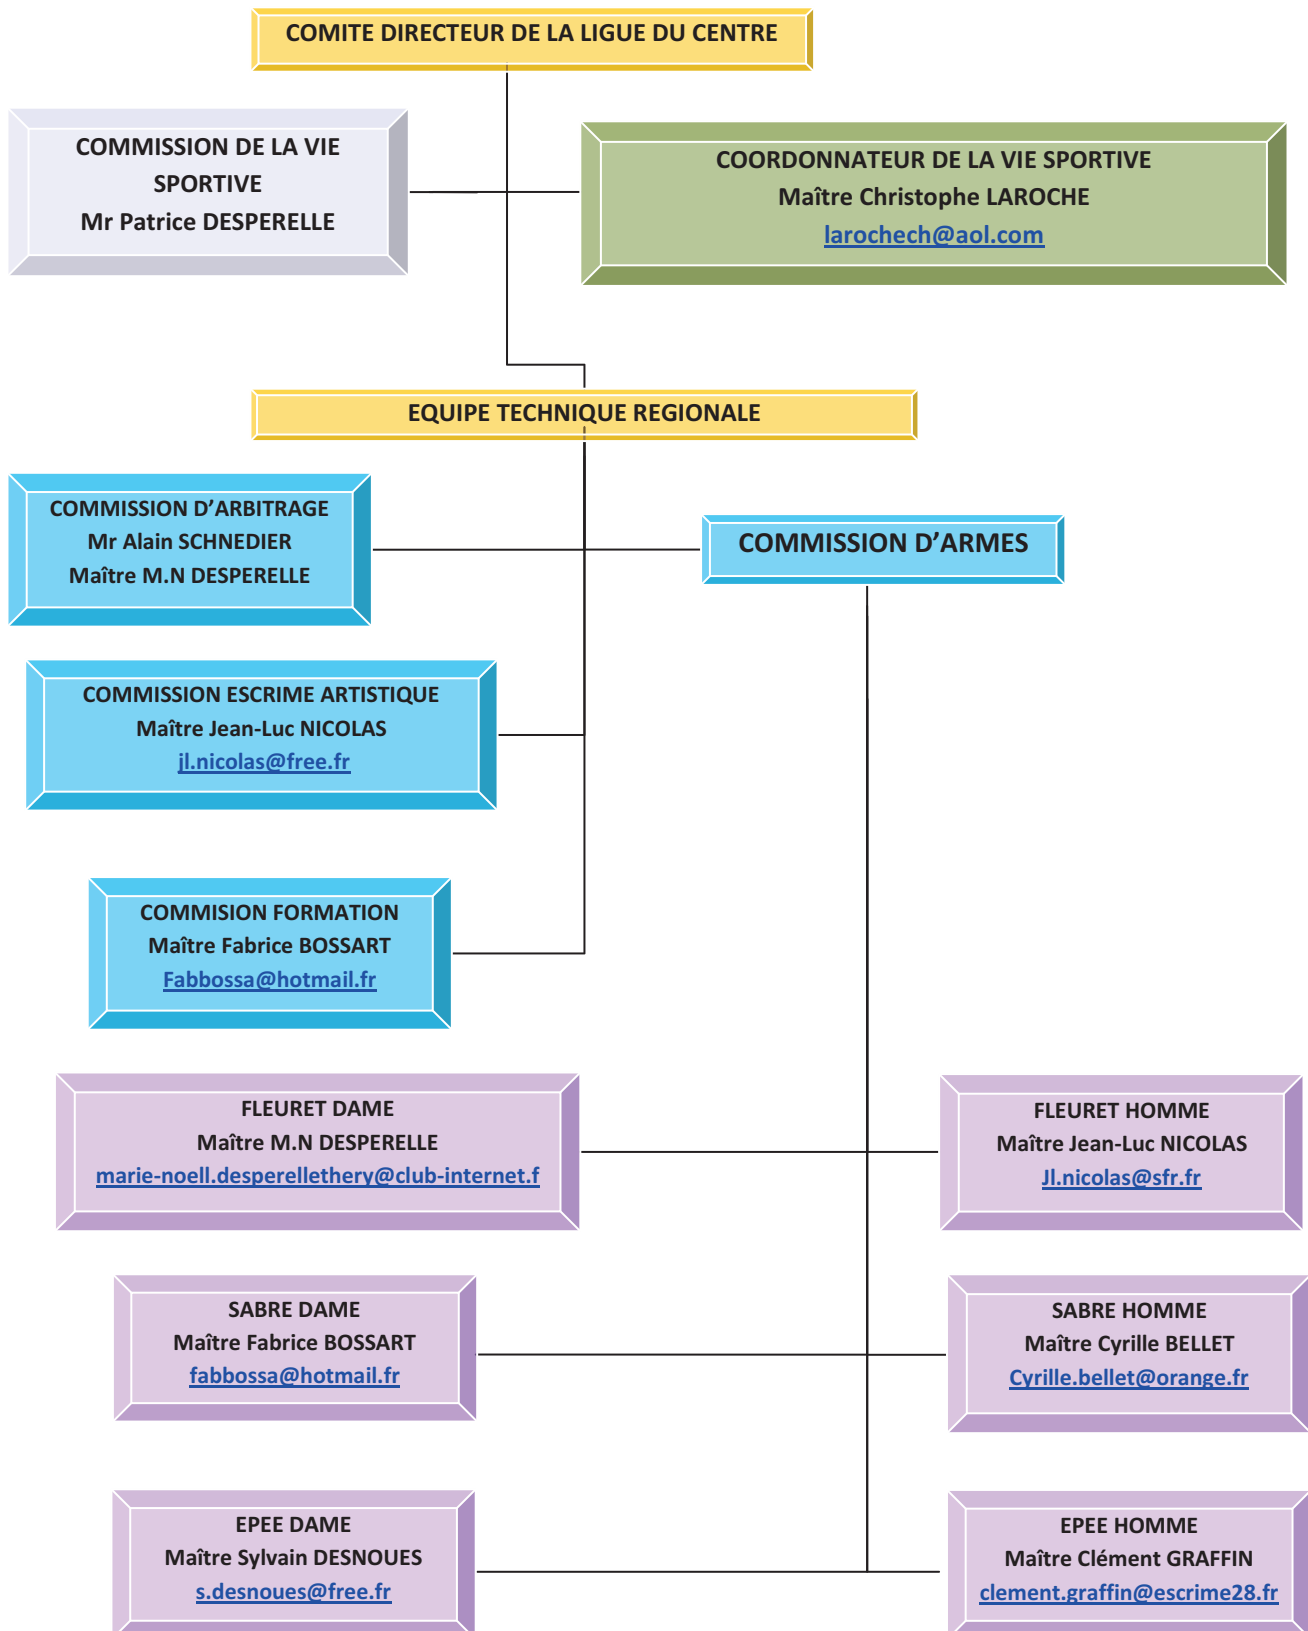 COMITE DIRECTEUR DE LA LIGUE DU CENTRE
COMMISSION DE LA VIE
SPORTIVE
Mr Patrice DESPERELLE
COORDONNATEUR DE LA VIE SPORTIVE
Maître Christophe LAROCHE
larochech@aol.com
EQUIPE TECHNIQUE REGIONALE
COMMISSION D’ARBITRAGE
Mr Alain SCHNEDIER
Maître M.N DESPERELLE
COMMISSION D’ARMES
COMMISSION ESCRIME ARTISTIQUE
Maître Jean-Luc NICOLAS
jl.nicolas@free.fr
COMMISION FORMATION
Maître Fabrice BOSSART
Fabbossa@hotmail.fr
FLEURET DAME
Maître M.N DESPERELLE
marie-noell.desperellethery@club-internet.f
FLEURET HOMME
Maître Jean-Luc NICOLAS
Jl.nicolas@sfr.fr
SABRE DAME
Maître Fabrice BOSSART
fabbossa@hotmail.fr
SABRE HOMME
Maître Cyrille BELLET
Cyrille.bellet@orange.fr
EPEE DAME
Maître Sylvain DESNOUES
s.desnoues@free.fr
EPEE HOMME
Maître Clément GRAFFIN
clement.graffin@escrime28.fr